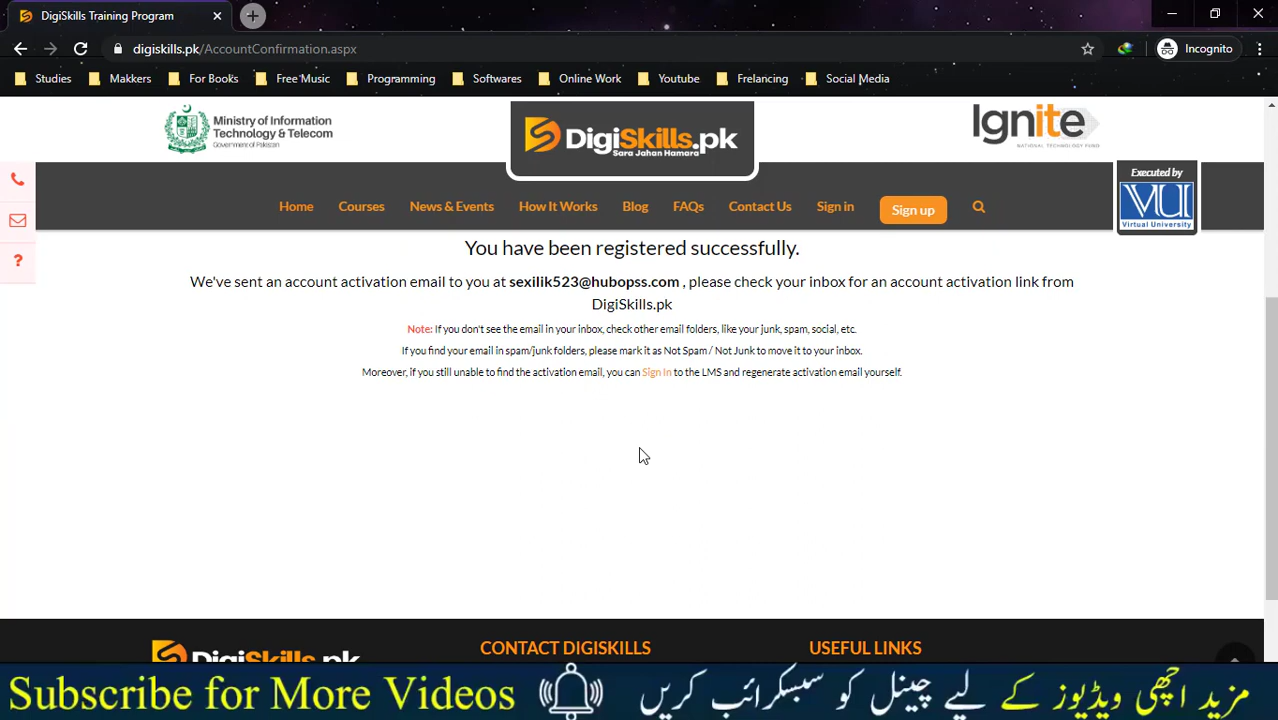 DigiSkills Training Program
digiskills.pk/AccountConfirmation.aspx
Incognito
Studies Makkers For Books Free Music Programming Softwares Online Work Youtube Frelancing Social Media
Ministry of Information
Technology & Telecom
Government of Pakistan
DigiSkills.pk
Sara Jahan Hamara
Ignite
NATIONAL TECHNOLOGY FUND
Executed by
VU
Virtual University
Home Courses News & Events How It Works Blog FAQs Contact Us Sign in Sign up
?
You have been registered successfully.
We've sent an account activation email to you at sexilik523@hubopss.com , please check your inbox for an account activation link from
DigiSkills.pk
Note: If you don't see the email in your inbox, check other email folders, like your junk, spam, social, etc.
If you find your email in spam/junk folders, please mark it as Not Spam / Not Junk to move it to your inbox.
Moreover, if you still unable to find the activation email, you can Sign In to the LMS and regenerate activation email yourself.
DigiSkills.pk
CONTACT DIGISKILLS
USEFUL LINKS
Subscribe for More Videos
مزید اچھی ویڈیوز کے لیے چینل کو سبسکرائب کریں